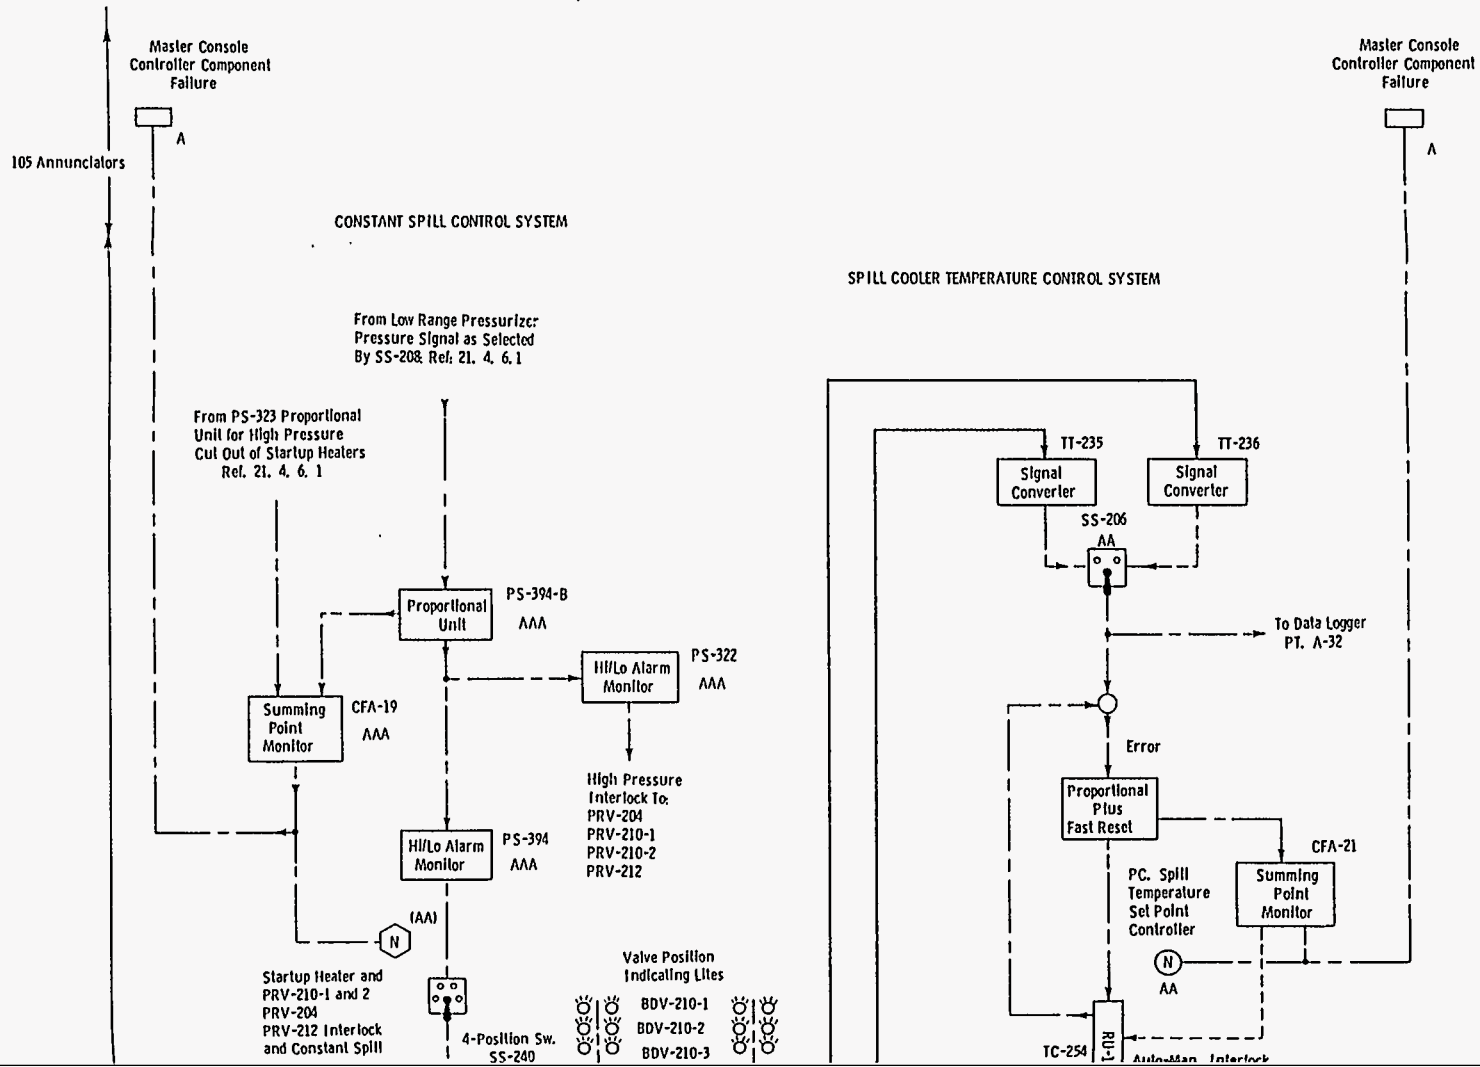 Master Console
Controller Component
Failure
A
105 Annunciators
Master Console
Controller Component
Failure
A
CONSTANT SPILL CONTROL SYSTEM
SPILL COOLER TEMPERATURE CONTROL SYSTEM
From Low Range Pressurizer
Pressure Signal as Selected
By SS-208; Ref: 21. 4. 6.1
From PS-323 Proportional
Unit for High Pressure
Cut Out of Startup Heaters
Ref. 21. 4. 6. 1
TT-235
Signal
Converter
TT-236
Signal
Converter
SS-206
AA
Proportional
Unit
PS-394-B
AAA
To Data Logger
PT. A-32
Hi/Lo Alarm
Monitor
PS-322
AAA
Summing
Point
Monitor
CFA-19
AAA
Error
High Pressure
Interlock To:
PRV-204
PRV-210-1
PRV-210-2
PRV-212
Proportional
Plus
Fast Reset
Hi/Lo Alarm
Monitor
PS-394
AAA
CFA-21
Summing
Point
Monitor
PC. Spill
Temperature
Set Point
Controller
N
AA
(AA)
N
Startup Heater and
PRV-210-1 and 2
PRV-204
PRV-212 Interlock
and Constant Spill
4-Position Sw.
SS-240
Valve Position
Indicating Lites
BDV-210-1
BDV-210-2
BDV-210-3
TC-254
RU-1
Auto-Man. Interlock